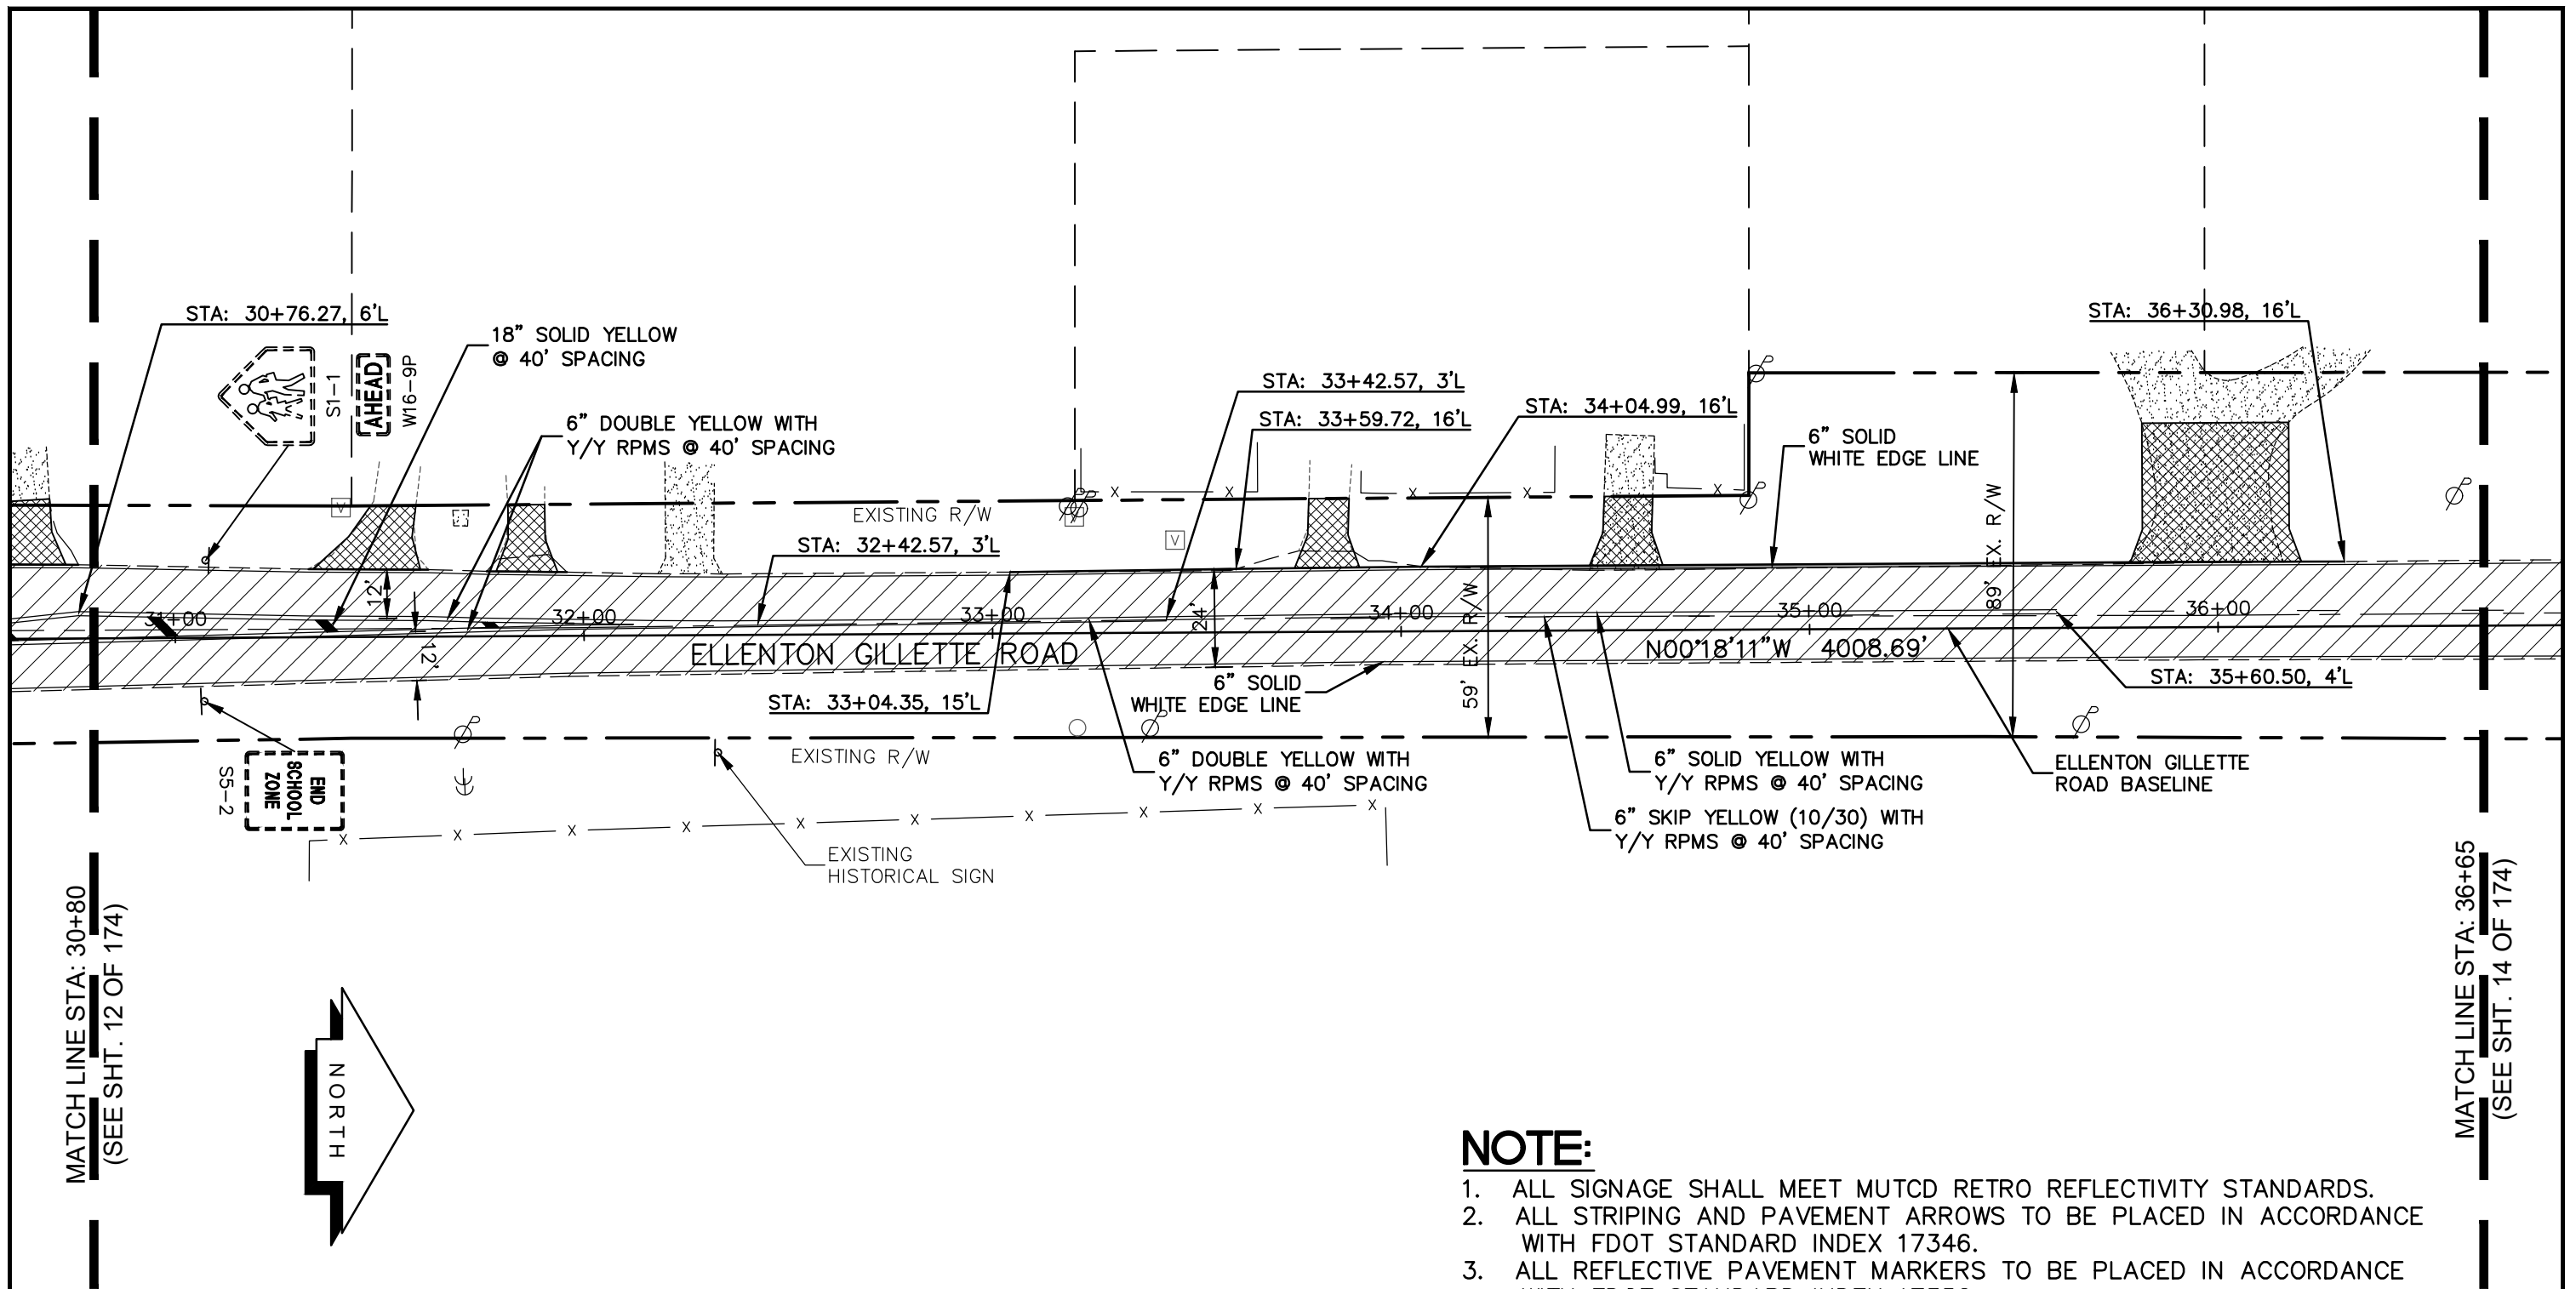 STA: 30+76.27, 6'L
18" SOLID YELLOW
@ 40' SPACING
S1-1
AHEAD
W16-9P
6" DOUBLE YELLOW WITH
Y/Y RPMS @ 40' SPACING
STA: 33+42.57, 3'L
STA: 33+59.72, 16'L
STA: 34+04.99, 16'L
6" SOLID
WHITE EDGE LINE
STA: 36+30.98, 16'L
V
V
EXISTING R/W
STA: 32+42.57, 3'L
12'
12'
24'
59' EX. R/W
89' EX. R/W
31+00
32+00
33+00
34+00
35+00
36+00
ELLENTON GILLETTE ROAD
N00°18'11"W 4008.69'
STA: 33+04.35, 15'L
6" SOLID
WHITE EDGE LINE
STA: 35+60.50, 4'L
EXISTING R/W
END
SCHOOL
ZONE
S5-2
6" DOUBLE YELLOW WITH
Y/Y RPMS @ 40' SPACING
6" SOLID YELLOW WITH
Y/Y RPMS @ 40' SPACING
6" SKIP YELLOW (10/30) WITH
Y/Y RPMS @ 40' SPACING
ELLENTON GILLETTE
ROAD BASELINE
EXISTING
HISTORICAL SIGN
MATCH LINE STA: 30+80
(SEE SHT. 12 OF 174)
MATCH LINE STA: 36+65
(SEE SHT. 14 OF 174)
NORTH
NOTE:
1. ALL SIGNAGE SHALL MEET MUTCD RETRO REFLECTIVITY STANDARDS.
2. ALL STRIPING AND PAVEMENT ARROWS TO BE PLACED IN ACCORDANCE
WITH FDOT STANDARD INDEX 17346.
3. ALL REFLECTIVE PAVEMENT MARKERS TO BE PLACED IN ACCORDANCE